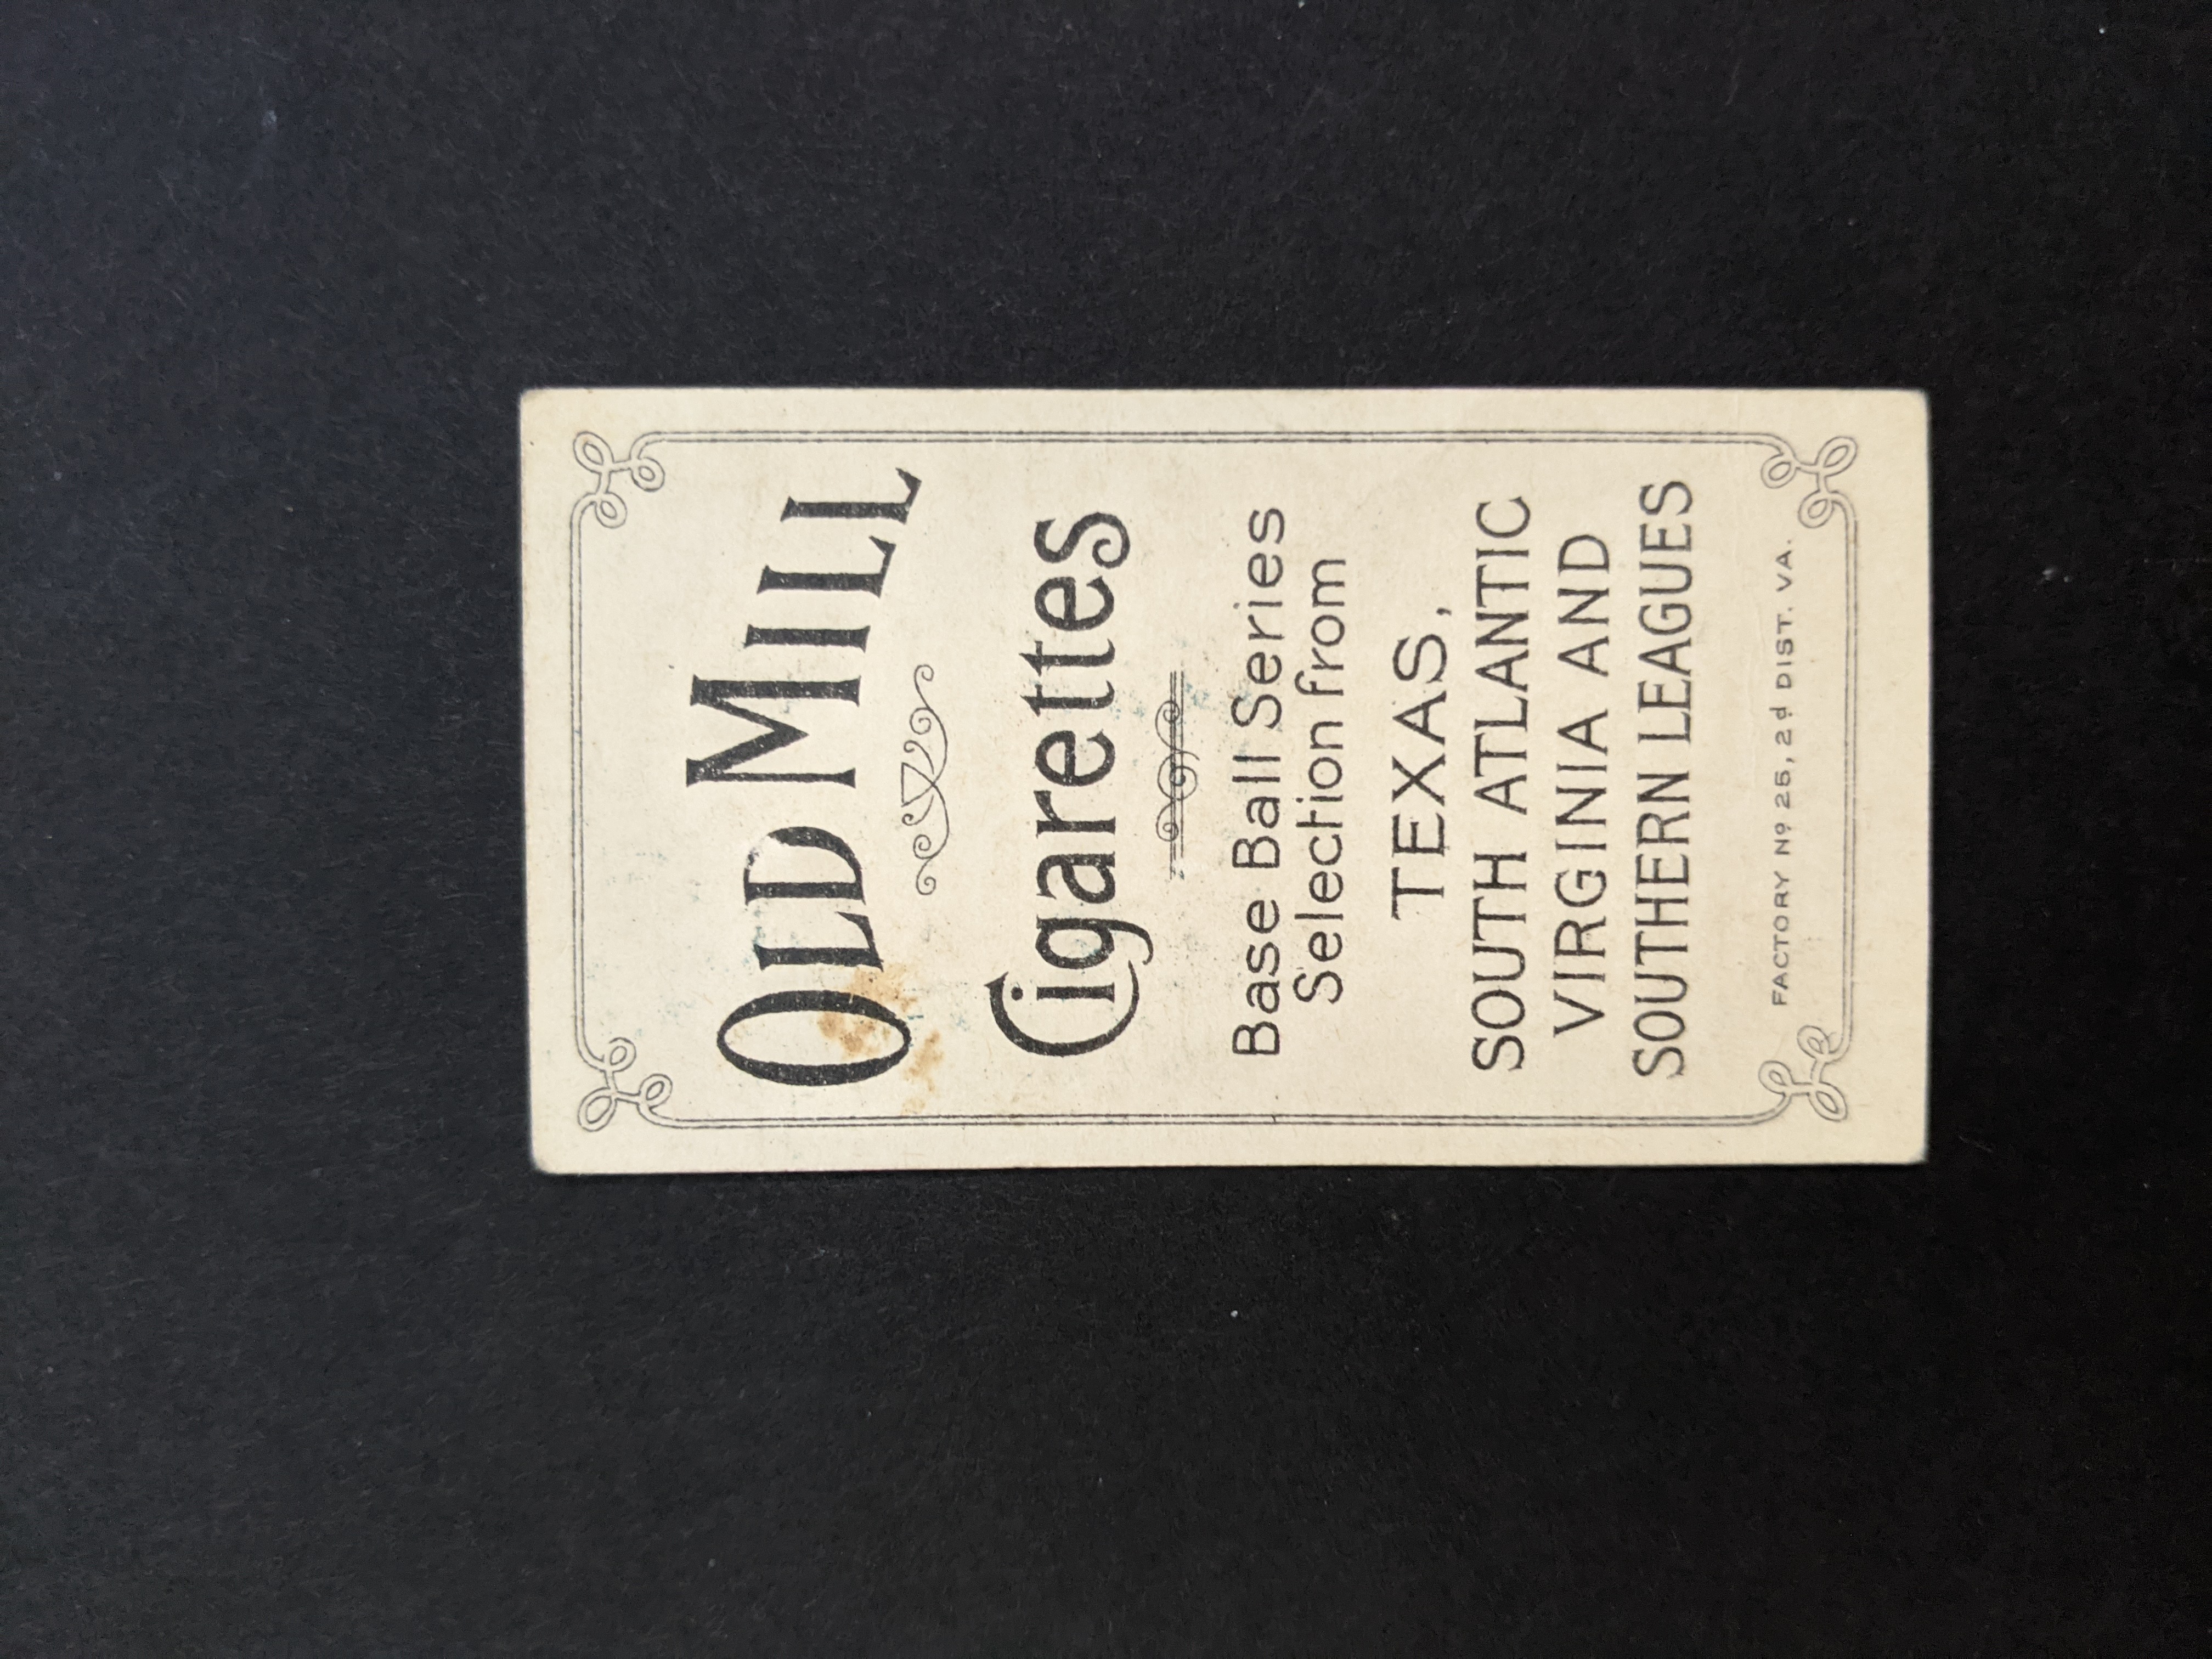 OLD MILL
Cigarettes
Base Ball Series
Selection from
TEXAS,
SOUTH ATLANTIC
VIRGINIA AND
SOUTHERN LEAGUES
FACTORY Nº 25, 2d DIST. VA.